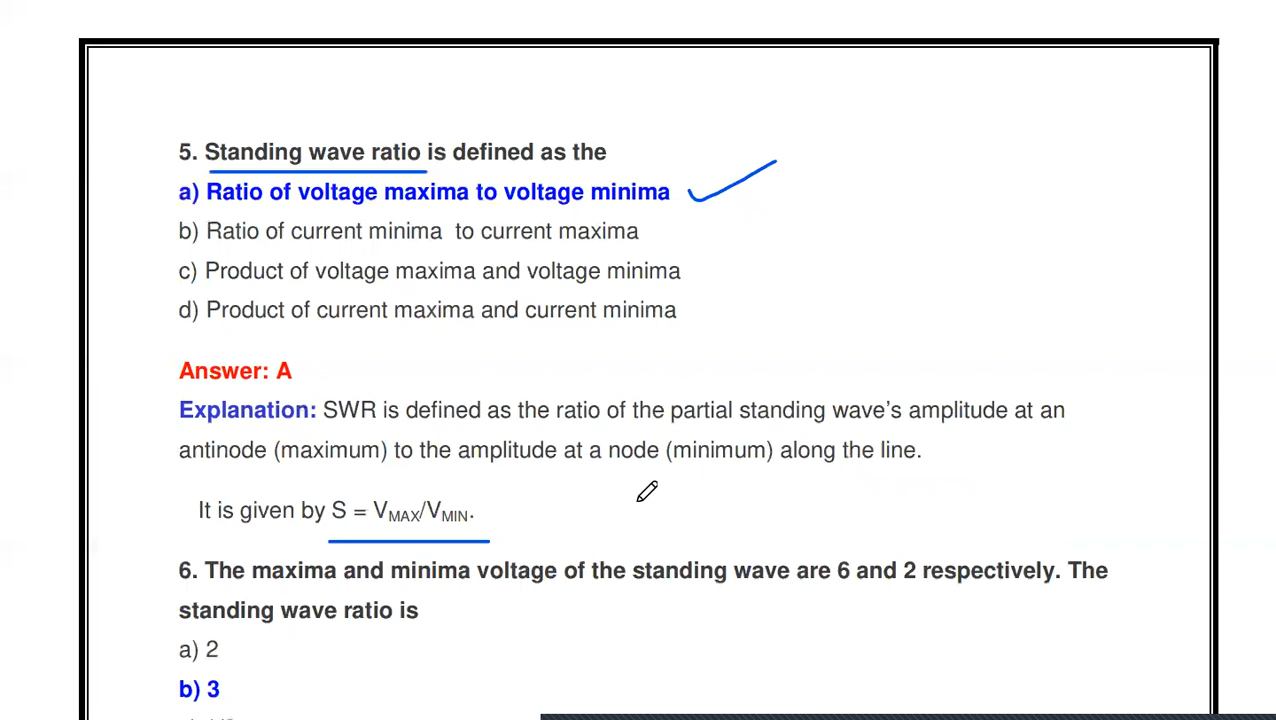 5. Standing wave ratio is defined as the
a) Ratio of voltage maxima to voltage minima
b) Ratio of current minima  to current maxima
c) Product of voltage maxima and voltage minima
d) Product of current maxima and current minima
Answer: A
Explanation: SWR is defined as the ratio of the partial standing wave’s amplitude at an
antinode (maximum) to the amplitude at a node (minimum) along the line.
It is given by S = VMAX/VMIN.
6. The maxima and minima voltage of the standing wave are 6 and 2 respectively. The
standing wave ratio is
a) 2
b) 3